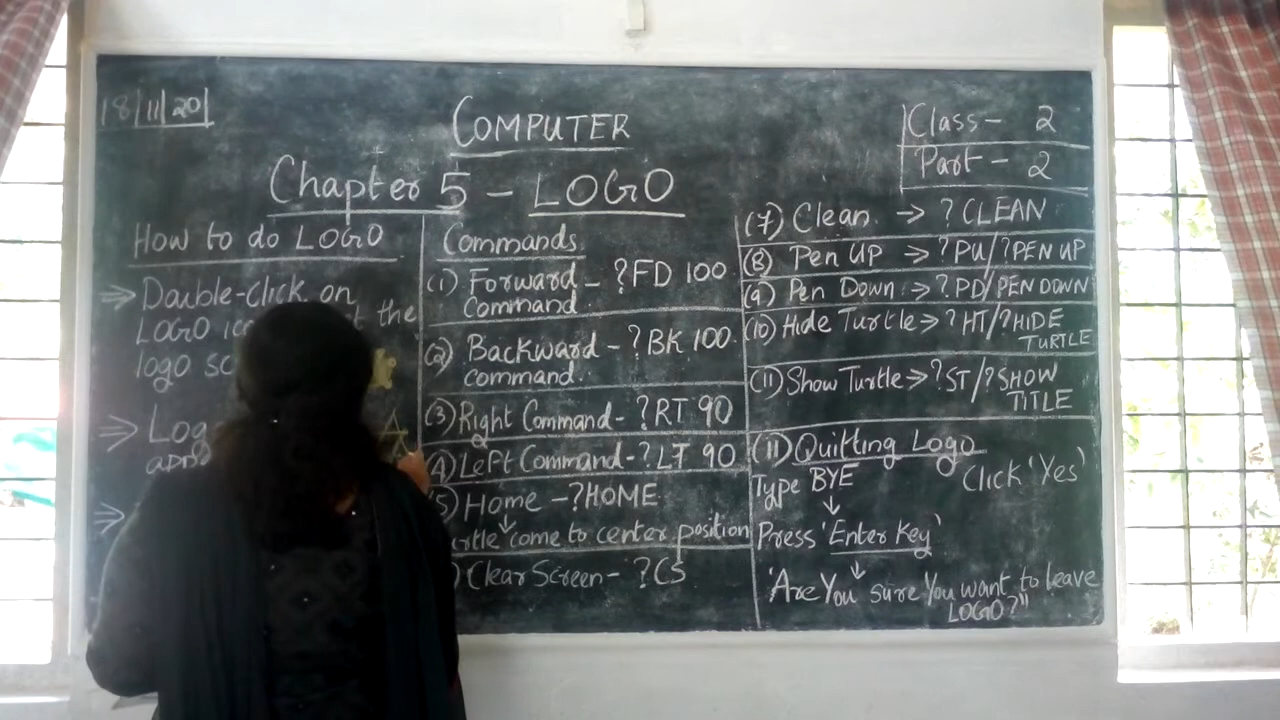 18/11/20
COMPUTER
Class - 2
Part - 2
Chapter 5 - LOGO
How to do LOGO
⇒ Double-click on
LOGO the
logo
⇒
⇒
Commands
(1) Forward - ?FD 100
Command
(2) Backward - ?BK 100
command
(3) Right Command - ?RT 90
(4) Left Command - ?LT 90
(5) Home - ?HOME
↓
come to center position
) Clear Screen - ?CS
(7) Clean → ?CLEAN
(8) Pen UP → ?PU/?PEN UP
(9) Pen Down → ?PD/PEN DOWN
(10) Hide Turtle → ?HT/?HIDE
TURTLE
(11) Show Turtle → ?ST/?SHOW
TITLE
(11) Quitting Logo
Type BYE
Click 'Yes'
↓
Press 'Enter Key'
↓
"Are You sure You want to leave
LOGO?"